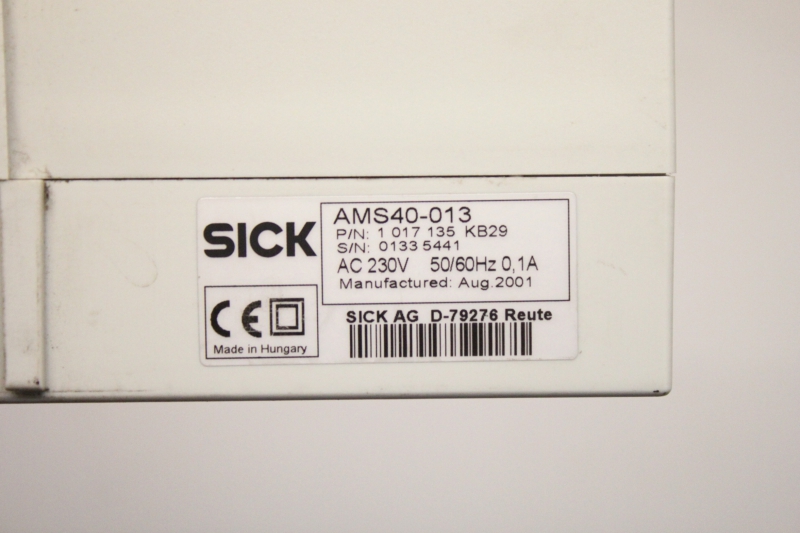 SICK
AMS40-013
P/N: 1 017 135 KB29
S/N: 0133 5441
AC 230V 50/60Hz 0,1A
Manufactured: Aug.2001
CE
Made in Hungary
SICK AG D-79276 Reute